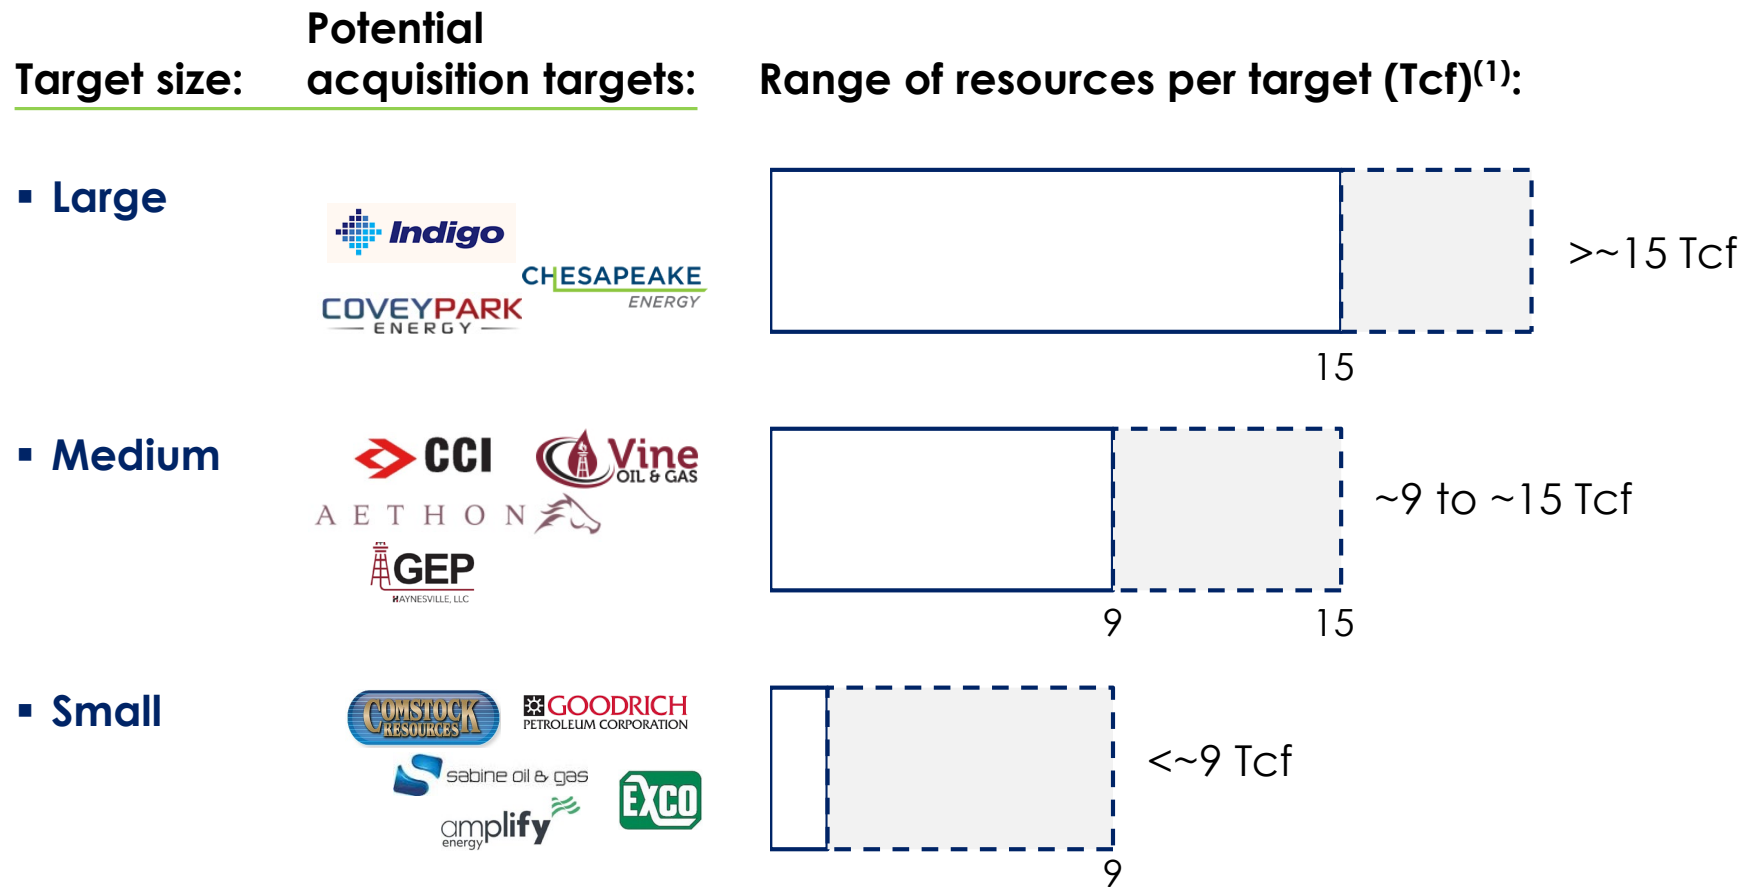 Potential
Target size: acquisition targets: Range of resources per target (Tcf)(1):
▪ Large
Indigo
CHESAPEAKE
ENERGY
COVEYPARK
ENERGY
>~15 Tcf
15
▪ Medium
CCI
Vine
OIL & GAS
AETHON
GEP
HAYNESVILLE, LLC
~9 to ~15 Tcf
9 15
▪ Small
COMSTOCK
RESOURCES
GOODRICH
PETROLEUM CORPORATION
sabine oil & gas
amplify
energy
EXCO
<~9 Tcf
9